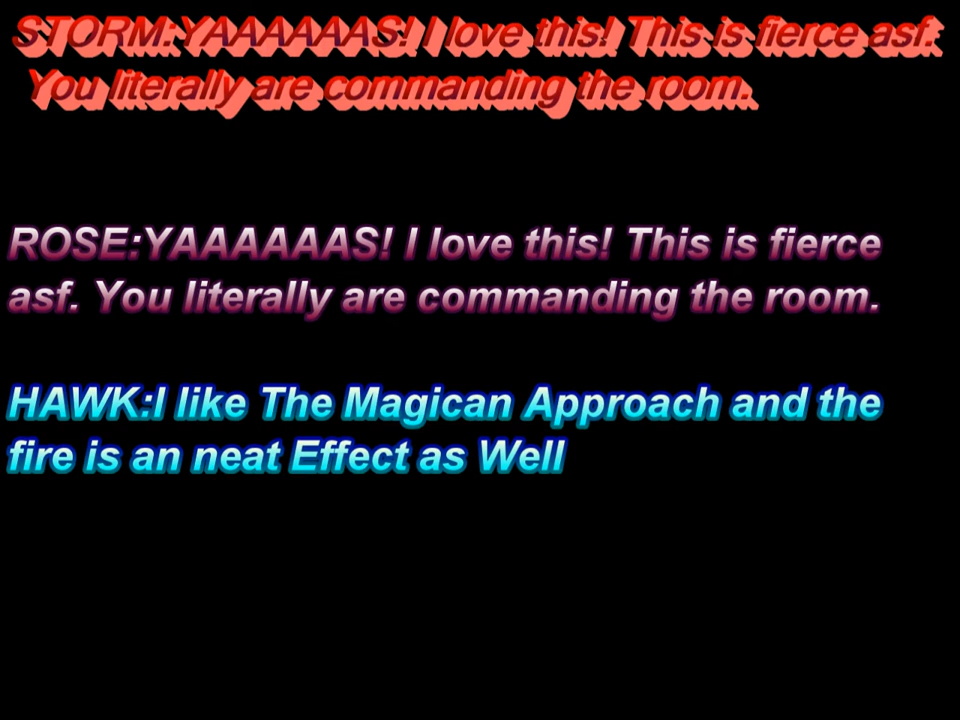 STORM:YAAAAAAS! I love this! This is fierce asf.
You literally are commanding the room.
ROSE:YAAAAAAS! I love this! This is fierce
asf. You literally are commanding the room.
HAWK:I like The Magican Approach and the
fire is an neat Effect as Well